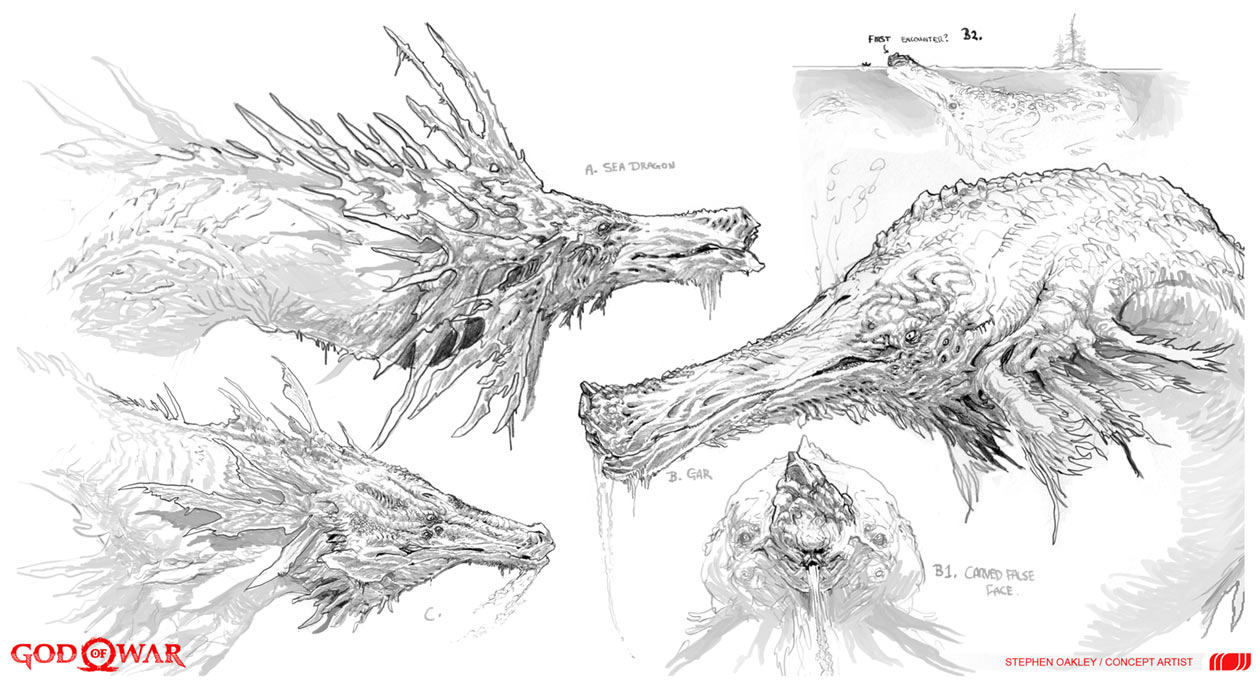 FIRST ENCOUNTER? B2.
A. SEA DRAGON
B. GAR
B1. CARVED FALSE
FACE.
C.
GOD OF WAR
STEPHEN OAKLEY / CONCEPT ARTIST